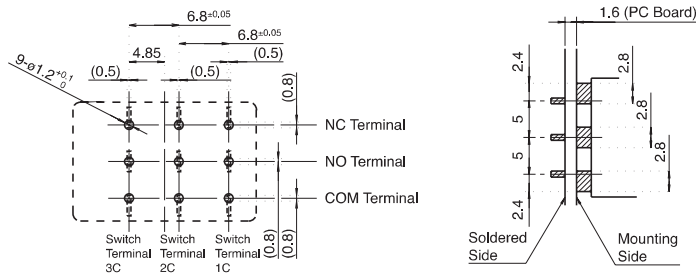 6.8±0.05
6.8±0.05
4.85
(0.5)
(0.5)
(0.5)
9-ø1.2+0.1 0
(0.8)
NC Terminal
NO Terminal
COM Terminal
(0.8)
(0.8)
Switch Terminal 3C
Switch Terminal 2C
Switch Terminal 1C
1.6 (PC Board)
2.4
5
5
2.4
2.8
2.8
2.8
Soldered Side
Mounting Side